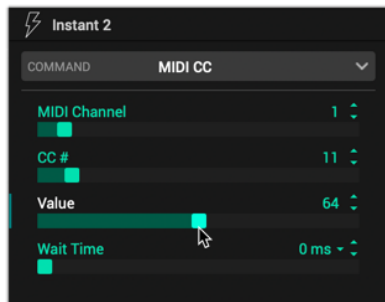 Instant 2
COMMAND MIDI CC
MIDI Channel 1
CC # 11
Value 64
Wait Time 0 ms